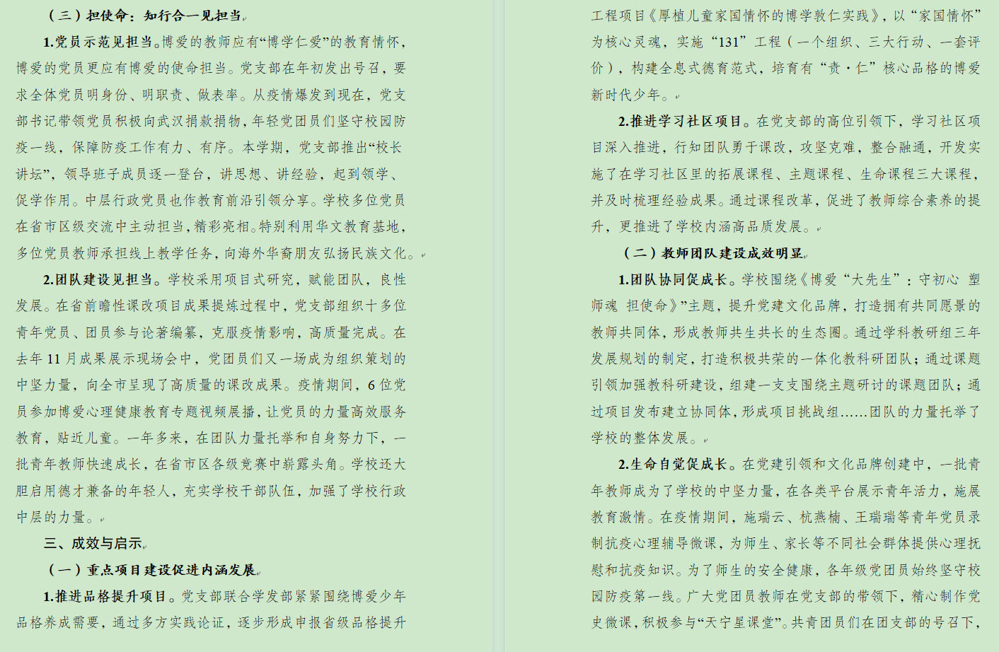 （三）担使命：知行合一见担当
1.党员示范见担当。博爱的教师应有“博学仁爱”的教育情怀，
博爱的党员更应有博爱的使命担当。党支部在年初发出号召，要
求全体党员明身份、明职责、做表率。从疫情爆发到现在，党支
部书记带领党员积极向武汉捐款捐物，年轻党团员们坚守校园防
疫一线，保障防疫工作有力、有序。本学期，党支部推出“校长
讲坛”，领导班子成员逐一登台，讲思想、讲经验，起到领学、
促学作用。中层行政党员也作教育前沿引领分享。学校多位党员
在省市区级交流中主动担当，精彩亮相。特别利用华文教育基地，
多位党员教师承担线上教学任务，向海外华裔朋友弘扬民族文化。
2.团队建设见担当。学校采用项目式研究，赋能团队，良性
发展。在省前瞻性课改项目成果提炼过程中，党支部组织十多位
青年党员、团员参与论著编纂，克服疫情影响，高质量完成。在
去年 11 月成果展示现场会中，党团员们又一场成为组织策划的
中坚力量，向全市呈现了高质量的课改成果。疫情期间，6 位党
员参加博爱心理健康教育专题视频展播，让党员的力量高效服务
教育，贴近儿童。一年多来，在团队力量托举和自身努力下，一
批青年教师快速成长，在省市区各级竞赛中崭露头角。学校还大
胆启用德才兼备的年轻人，充实学校干部队伍，加强了学校行政
中层的力量。
三、成效与启示
（一）重点项目建设促进内涵发展
1.推进品格提升项目。党支部联合学发部紧紧围绕博爱少年
品格养成需要，通过多方实践论证，逐步形成申报省级品格提升
工程项目《厚植儿童家国情怀的博学敦仁实践》，以“家国情怀”
为核心灵魂，实施“131”工程（一个组织、三大行动、一套评
价），构建全息式德育范式，培育有“责·仁”核心品格的博爱
新时代少年。
2.推进学习社区项目。在党支部的高位引领下，学习社区项
目深入推进，行知团队勇于课改，攻坚克难，整合融通，开发实
施了在学习社区里的拓展课程、主题课程、生命课程三大课程，
并及时梳理经验成果。通过课程改革，促进了教师综合素养的提
升，更推进了学校内涵高品质发展。
（二）教师团队建设成效明显
1.团队协同促成长。学校围绕《博爱“大先生”：守初心 塑
师魂 担使命》”主题，提升党建文化品牌，打造拥有共同愿景的
教师共同体，形成教师共生共长的生态圈。通过学科教研组三年
发展规划的制定，打造积极共荣的一体化教科研团队；通过课题
引领加强教科研建设，组建一支支围绕主题研讨的课题团队；通
过项目发布建立协同体，形成项目挑战组……团队的力量托举了
学校的整体发展。
2.生命自觉促成长。在党建引领和文化品牌创建中，一批青
年教师成为了学校的中坚力量，在各类平台展示青年活力，施展
教育激情。在疫情期间，施瑞云、杭燕楠、王瑞瑞等青年党员录
制抗疫心理辅导微课，为师生、家长等不同社会群体提供心理抚
慰和抗疫知识。为了师生的安全健康，各年级党团员始终坚守校
园防疫第一线。广大党团员教师在党支部的带领下，精心制作党
史微课，积极参与“天宁星课堂”。共青团员们在团支部的号召下，